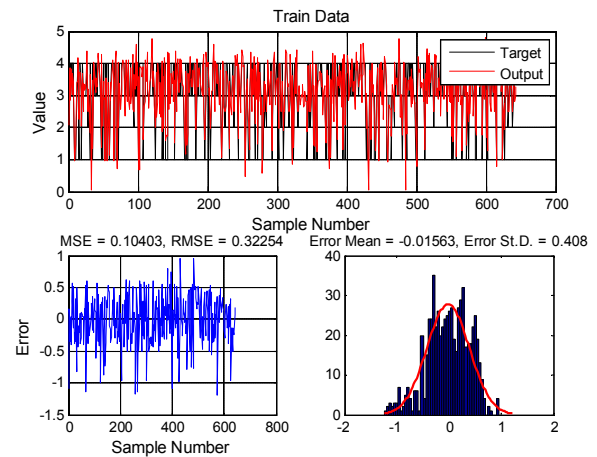 Train Data
5
4
3
2
1
0
Value
Target
Output
0 100 200 300 400 500 600 700
Sample Number
MSE = 0.10403, RMSE = 0.32254
Error Mean = -0.01563, Error St.D. = 0.408
1
0.5
0
-0.5
-1
-1.5
Error
0 200 400 600 800
Sample Number
40
30
20
10
0
-2 -1 0 1 2